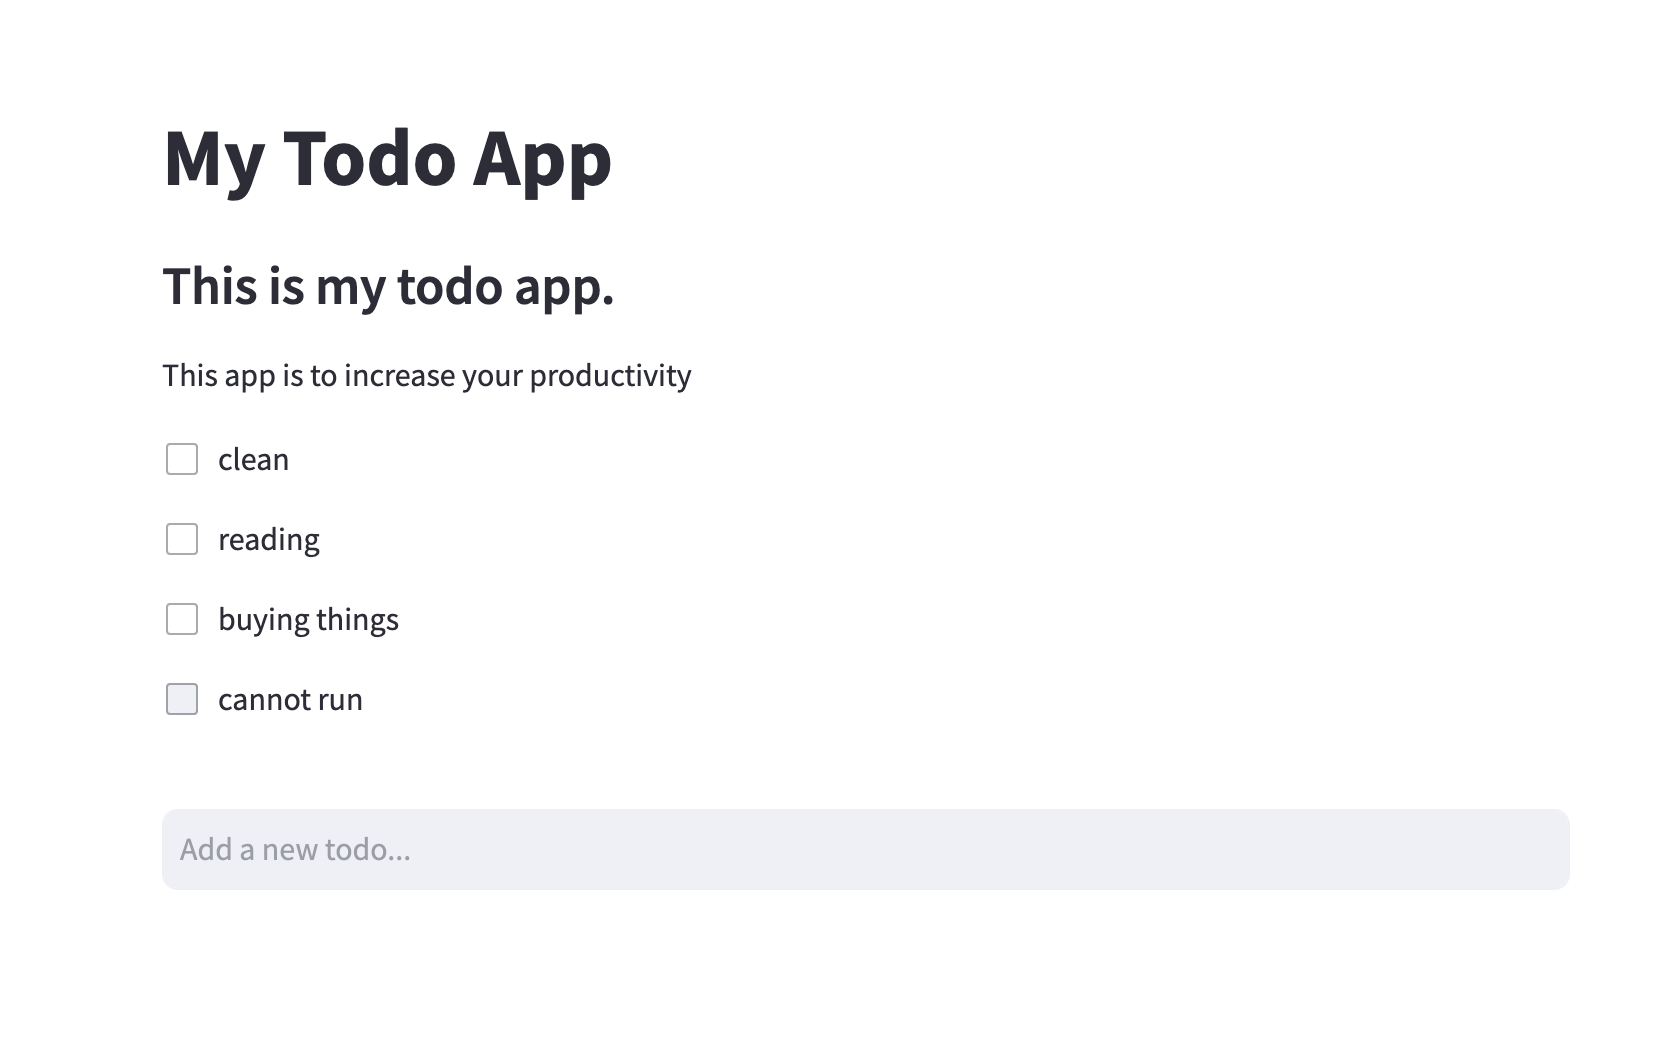 My Todo App
This is my todo app.
This app is to increase your productivity
clean
reading
buying things
cannot run
Add a new todo...